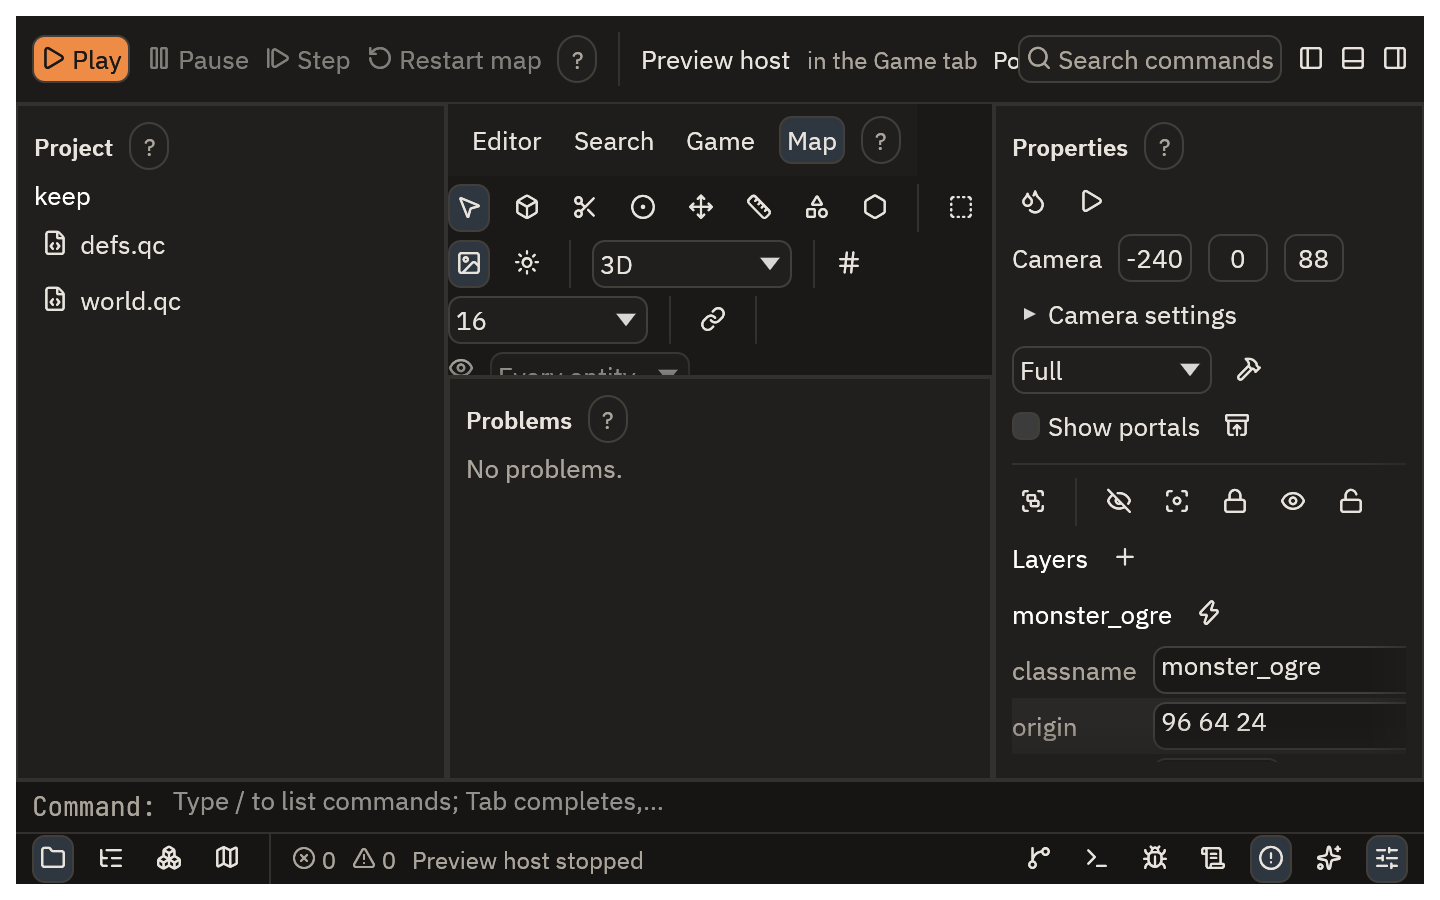 Play Pause Step Restart map ? Preview host in the Game tab Po Search commands
Project ?
keep
defs.qc
world.qc
Editor Search Game Map ?
3D
16
Every entity
Problems ?
No problems.
Properties ?
Camera -240 0 88
Camera settings
Full
Show portals
Layers
monster_ogre
classname monster_ogre
origin 96 64 24
Command: Type / to list commands; Tab completes,...
0 0 Preview host stopped